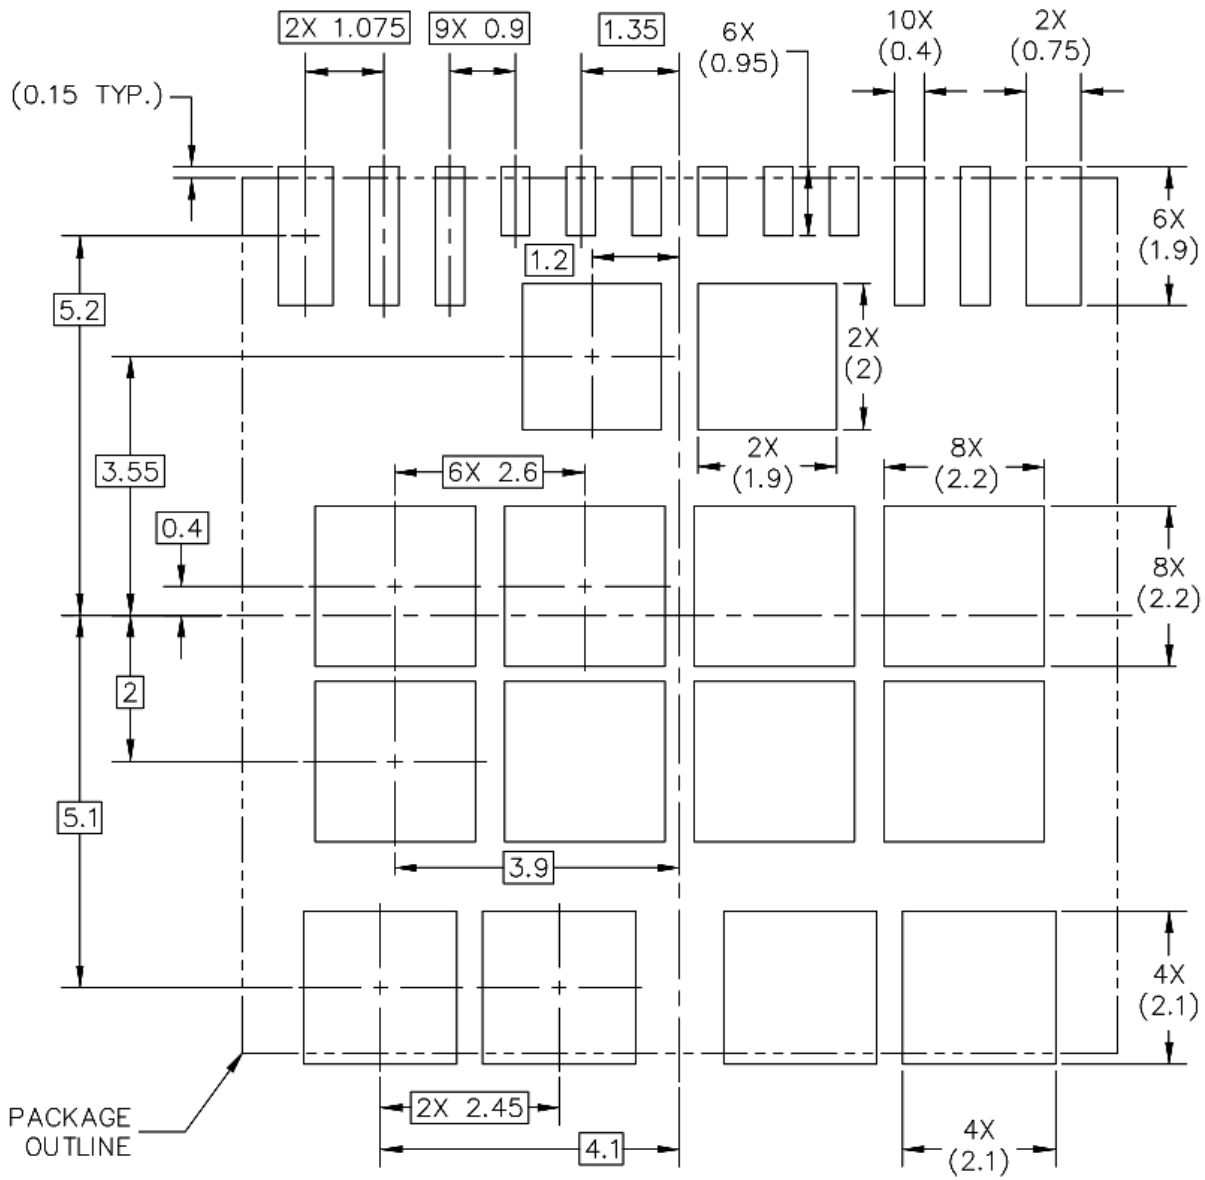 2X 1.075
9X 0.9
1.35
6X
(0.95)
10X
(0.4)
2X
(0.75)
(0.15 TYP.)
6X
(1.9)
1.2
5.2
2X
(2)
3.55
6X 2.6
2X
(1.9)
8X
(2.2)
0.4
8X
(2.2)
2
5.1
3.9
4X
(2.1)
PACKAGE
OUTLINE
2X 2.45
4.1
4X
(2.1)